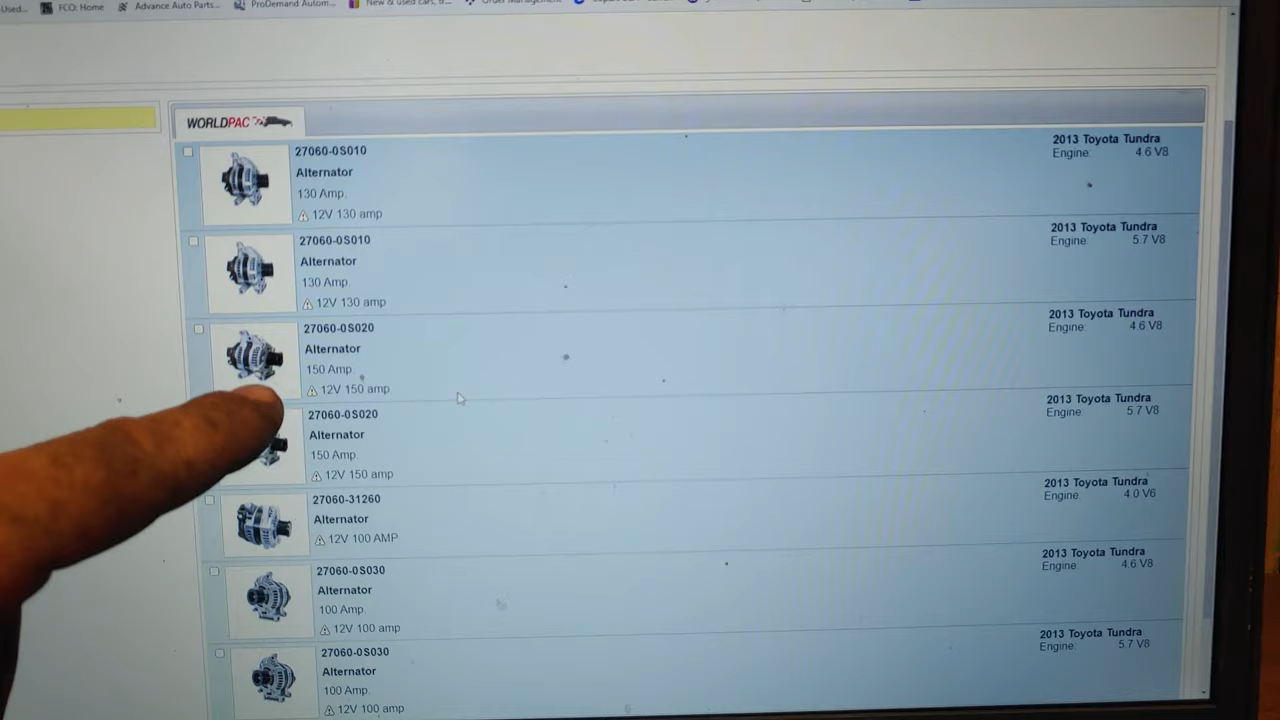 Used... FCO: Home Advance Auto Parts... ProDemand Autom... New & used cars, tr... Order Management
WORLDPAC
27060-0S010
Alternator
130 Amp.
12V 130 amp
2013 Toyota Tundra
Engine: 4.6 V8
27060-0S010
Alternator
130 Amp.
12V 130 amp
2013 Toyota Tundra
Engine: 5.7 V8
27060-0S020
Alternator
150 Amp.
12V 150 amp
2013 Toyota Tundra
Engine: 4.6 V8
27060-0S020
Alternator
150 Amp.
12V 150 amp
2013 Toyota Tundra
Engine: 5.7 V8
27060-31260
Alternator
12V 100 AMP
2013 Toyota Tundra
Engine: 4.0 V6
27060-0S030
Alternator
100 Amp.
12V 100 amp
2013 Toyota Tundra
Engine: 4.6 V8
27060-0S030
Alternator
100 Amp.
12V 100 amp
2013 Toyota Tundra
Engine: 5.7 V8